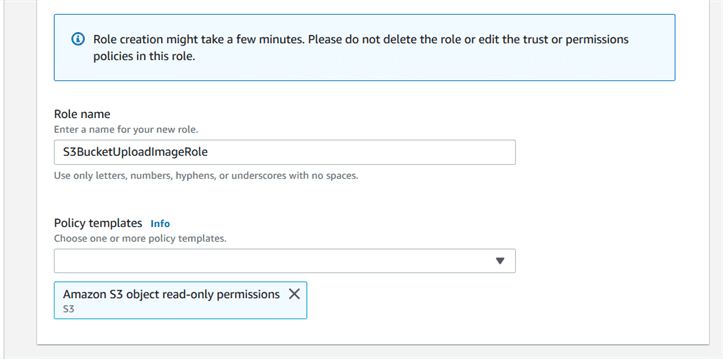 Role creation might take a few minutes. Please do not delete the role or edit the trust or permissions
policies in this role.
Role name
Enter a name for your new role.
S3BucketUploadImageRole
Use only letters, numbers, hyphens, or underscores with no spaces.
Policy templates Info
Choose one or more policy templates.
Amazon S3 object read-only permissions
S3